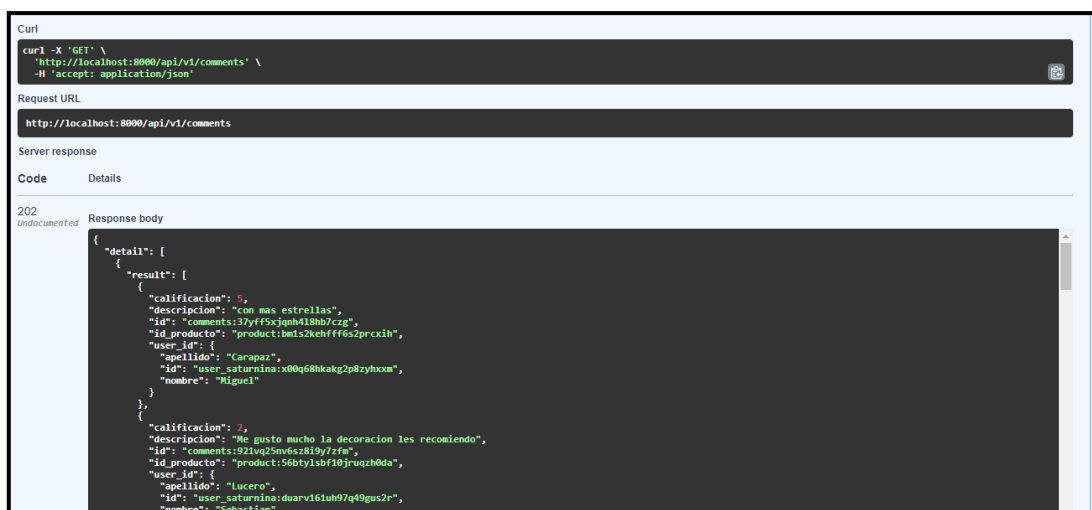 Curl
curl -X 'GET' \
  'http://localhost:8000/api/v1/comments' \
  -H 'accept: application/json'
Request URL
http://localhost:8000/api/v1/comments
Server response
Code Details
202
Undocumented Response body
{
  "detail": [
    {
      "result": [
        {
          "calificacion": 5,
          "descripcion": "con mas estrellas",
          "id": "comments:37yff5xjqnh4l8hb7czg",
          "id_producto": "product:bm1s2kehfff6s2prcxih",
          "user_id": {
            "apellido": "Carapaz",
            "id": "user_saturnina:x00q68hkakg2p8zyhxxm",
            "nombre": "Miguel"
          }
        },
        {
          "calificacion": 2,
          "descripcion": "Me gusto mucho la decoracion les recomiendo",
          "id": "comments:921vq25nv6sz8i9y7zfm",
          "id_producto": "product:56btylsbf10jruqzh0da",
          "user_id": {
            "apellido": "Lucero",
            "id": "user_saturnina:duarv161uh97q49gus2r",
            "nombre": "Sebastian"